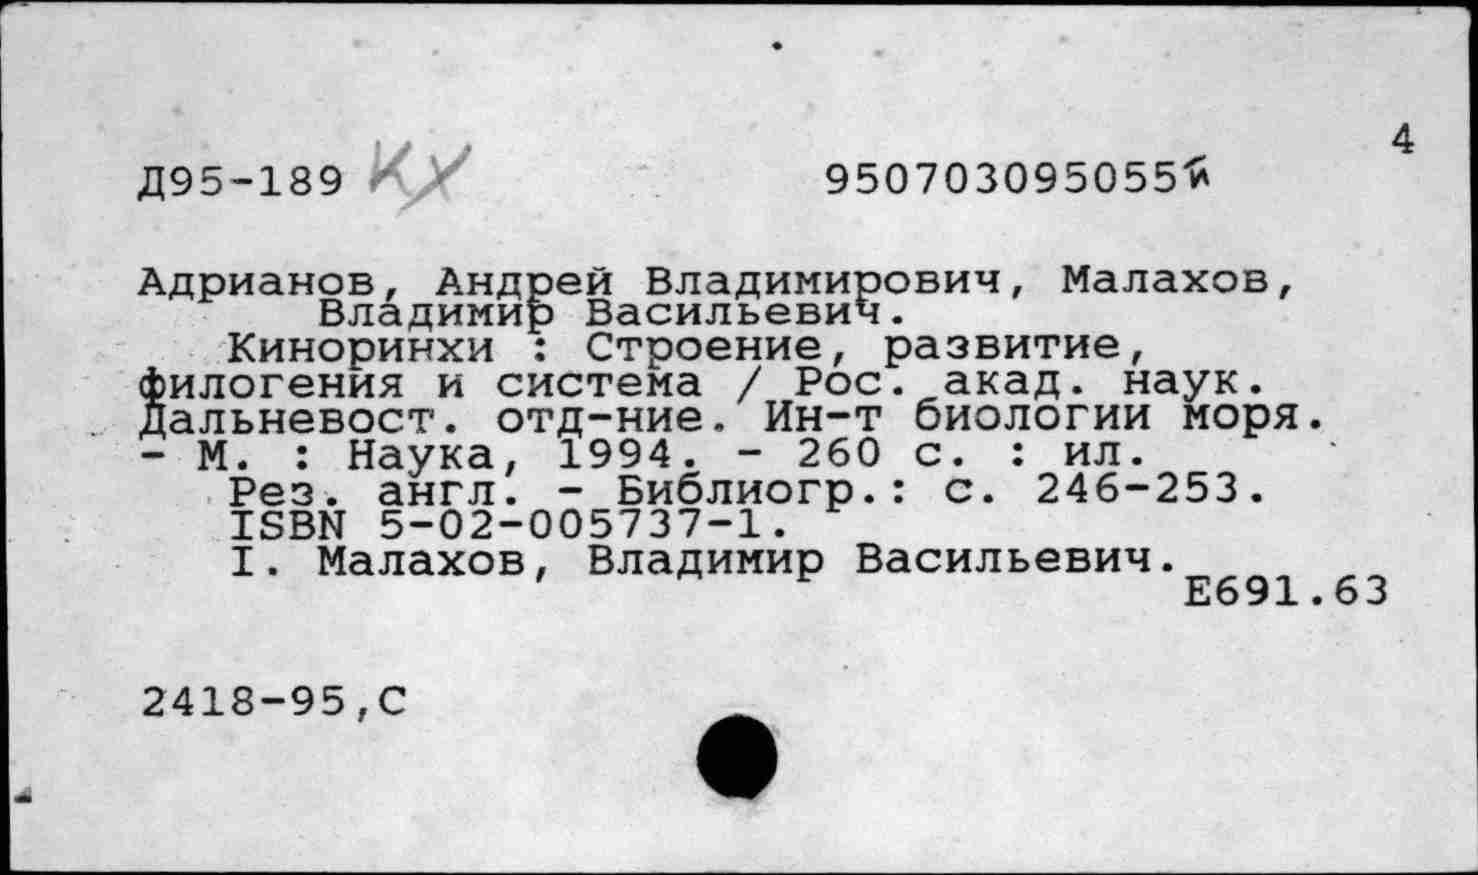 4
Д95-189 КХ 950703095055
Адрианов, Андрей Владимирович, Малахов,
Владимир Васильевич.
Киноринхи : Строение, развитие,
филогения и система / Рос. акад. наук.
Дальневост. отд-ние. Ин-т биологии моря.
- М. : Наука, 1994. - 260 с. : ил.
Рез. англ. - Библиогр.: с. 246-253.
ISBN 5-02-005737-1.
I. Малахов, Владимир Васильевич.
Е691.63
2418-95,С